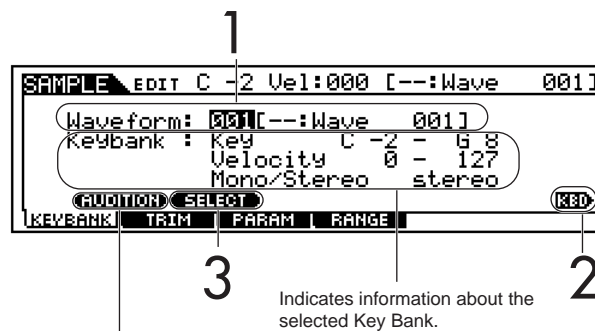 1
SAMPLE EDIT C -2 Vel:000 [--:Wave 001]
Waveform: 001[--:Wave 001]
Keybank : Key C -2 - G 8
Velocity 0 - 127
Mono/Stereo stereo
AUDITION SELECT KBD
KEYBANK TRIM PARAM RANGE
3
2
Indicates information about the
selected Key Bank.